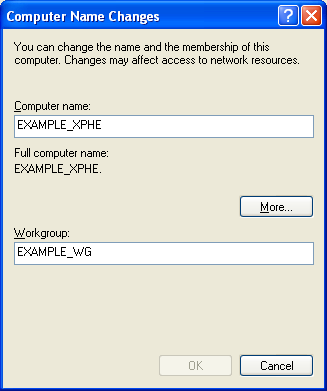 Computer Name Changes
You can change the name and the membership of this
computer. Changes may affect access to network resources.
Computer name:
EXAMPLE_XPHE
Full computer name:
EXAMPLE_XPHE.
More...
Workgroup:
EXAMPLE_WG
OK Cancel